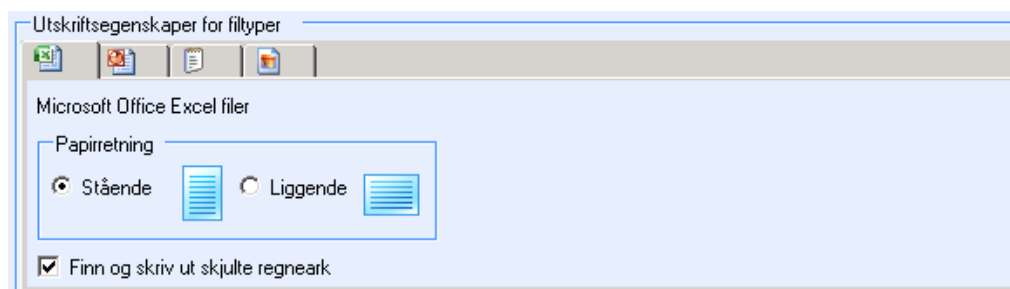 Utskriftsegenskaper for filtyper
Microsoft Office Excel filer
Papirretning
Stående Liggende
Finn og skriv ut skjulte regneark